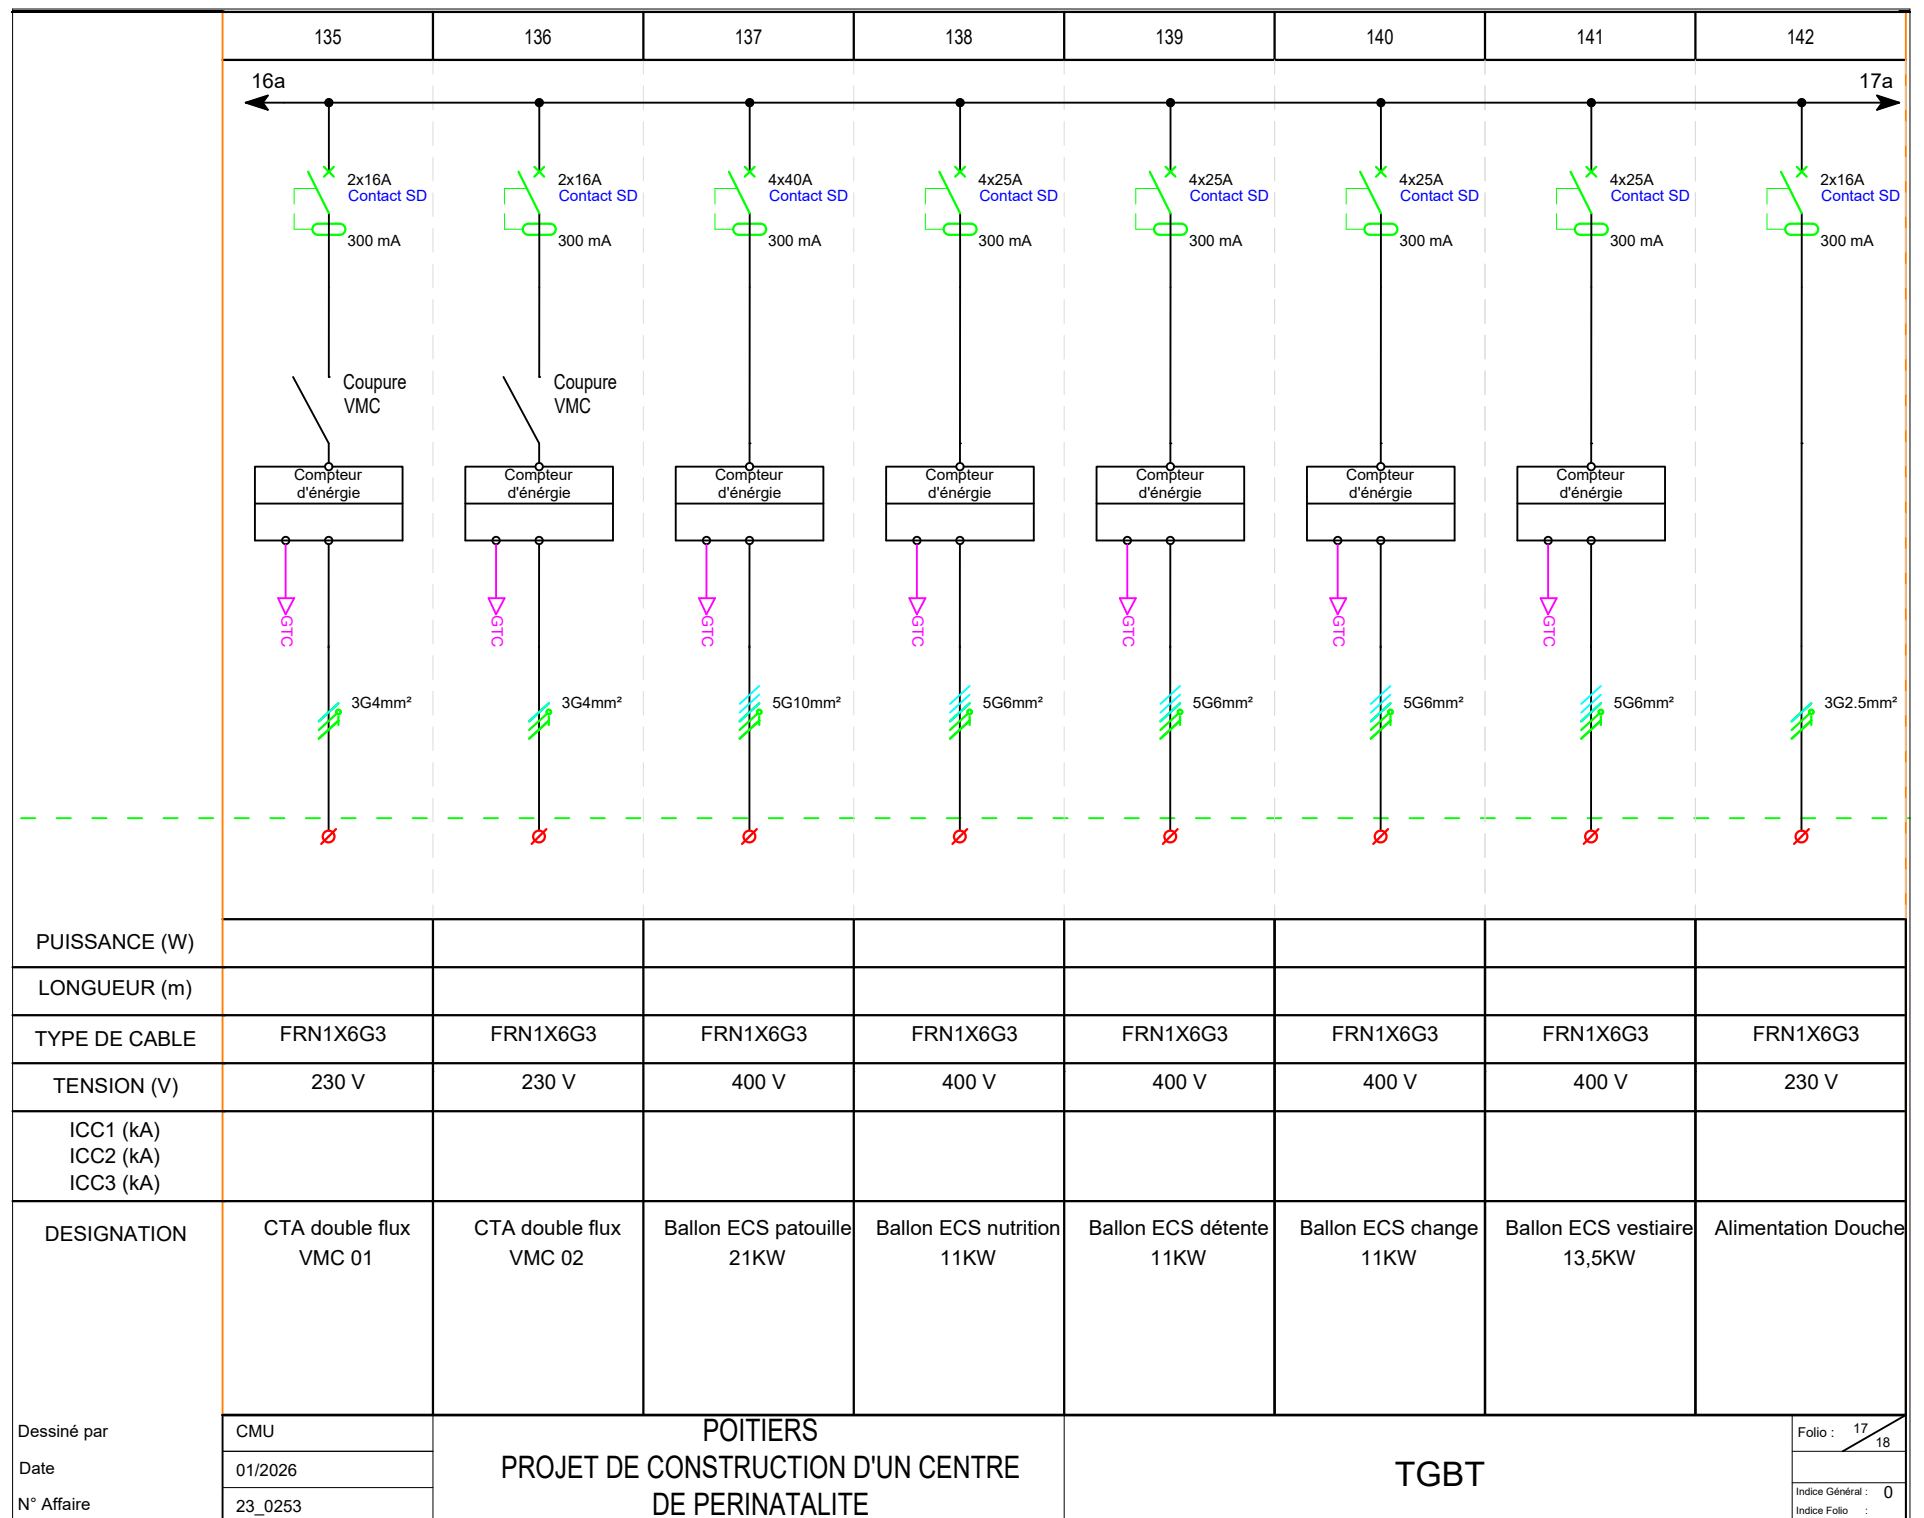 135 136 137 138 139 140 141 142
16a 17a
2x16A 2x16A 4x40A 4x25A 4x25A 4x25A 4x25A 2x16A
Contact SD Contact SD Contact SD Contact SD Contact SD Contact SD Contact SD Contact SD
300 mA 300 mA 300 mA 300 mA 300 mA 300 mA 300 mA 300 mA
Coupure Coupure
VMC VMC
Compteur Compteur Compteur Compteur Compteur Compteur Compteur
d'énérgie d'énérgie d'énérgie d'énérgie d'énérgie d'énérgie d'énérgie
GTC GTC GTC GTC GTC GTC GTC
3G4mm² 3G4mm² 5G10mm² 5G6mm² 5G6mm² 5G6mm² 5G6mm² 3G2.5mm²
PUISSANCE (W)
LONGUEUR (m)
TYPE DE CABLE FRN1X6G3 FRN1X6G3 FRN1X6G3 FRN1X6G3 FRN1X6G3 FRN1X6G3 FRN1X6G3 FRN1X6G3
TENSION (V) 230 V 230 V 400 V 400 V 400 V 400 V 400 V 230 V
ICC1 (kA)
ICC2 (kA)
ICC3 (kA)
DESIGNATION CTA double flux CTA double flux Ballon ECS patouille Ballon ECS nutrition Ballon ECS détente Ballon ECS change Ballon ECS vestiaire Alimentation Douche
VMC 01 VMC 02 21KW 11KW 11KW 11KW 13,5KW
Dessiné par CMU
Date 01/2026
N° Affaire 23_0253
POITIERS
PROJET DE CONSTRUCTION D'UN CENTRE
DE PERINATALITE
TGBT
Folio : 17
18
Indice Général : 0
Indice Folio :